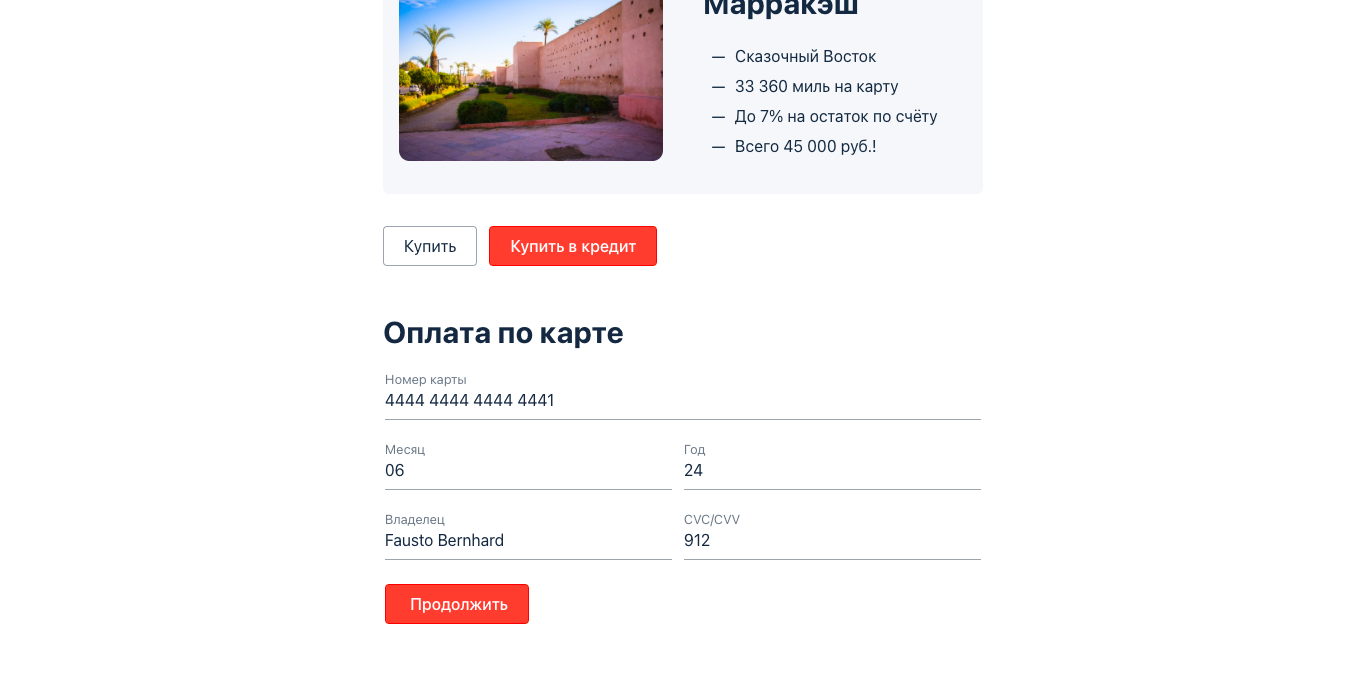 Марракэш
— Сказочный Восток
— 33 360 миль на карту
— До 7% на остаток по счёту
— Всего 45 000 руб.!
Купить Купить в кредит
Оплата по карте
Номер карты
4444 4444 4444 4441
Месяц Год
06 24
Владелец CVC/CVV
Fausto Bernhard 912
Продолжить